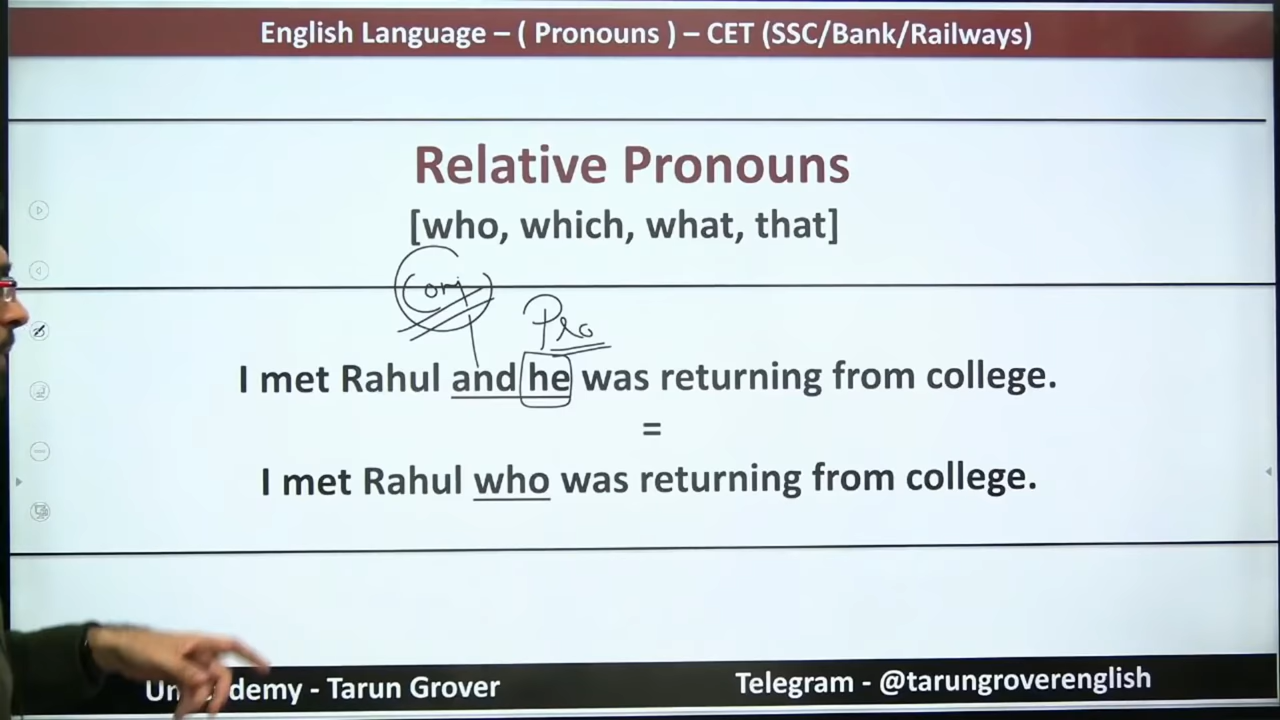 English Language – ( Pronouns ) – CET (SSC/Bank/Railways)
Relative Pronouns
[who, which, what, that]
Conj
Pro
I met Rahul and he was returning from college.
=
I met Rahul who was returning from college.
Tarun Grover
Telegram - @tarungroverenglish